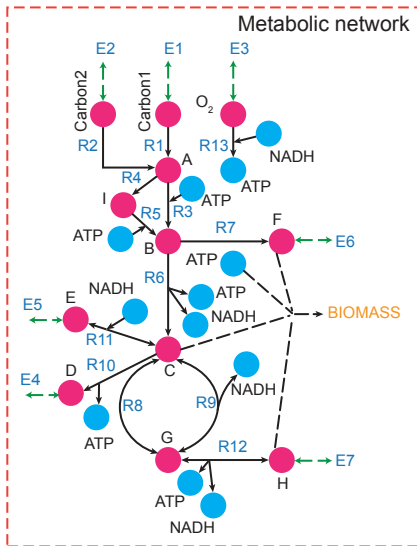 Metabolic network
E2
E1
E3
Carbon2
Carbon1
O2
R2
R1
R13
NADH
A
ATP
R4
I
R3
ATP
R5
ATP
B
R7
F
E6
R6
ATP
ATP
NADH
BIOMASS
NADH
E
E5
R11
C
R10
D
E4
ATP
R8
R9
NADH
G
R12
H
E7
ATP
NADH